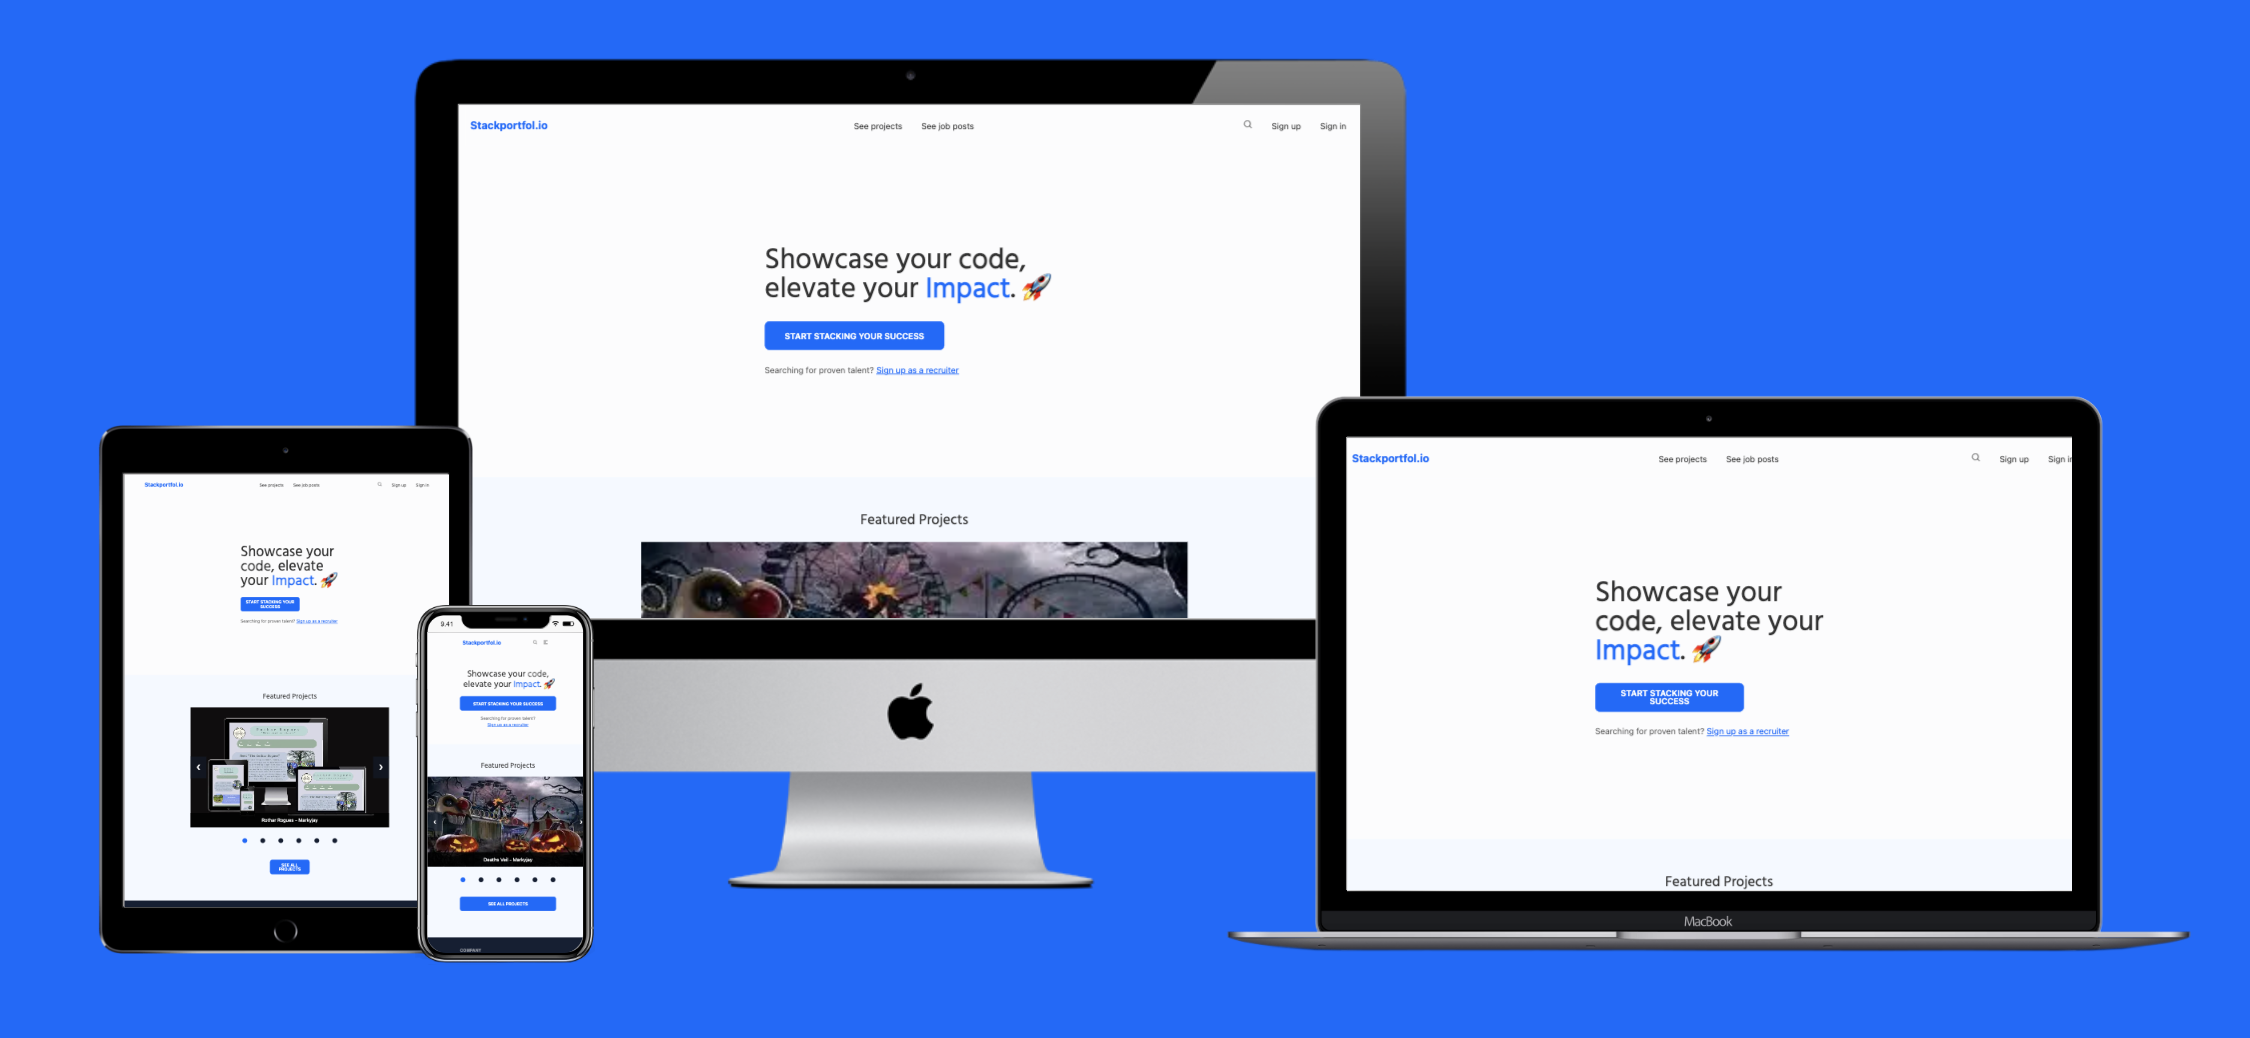 Stackportfol.io
See projects See job posts
Sign up Sign in
Showcase your code,
elevate your Impact. 🚀
START STACKING YOUR SUCCESS
Searching for proven talent? Sign up as a recruiter
Featured Projects
Stackportfol.io
See projects See job posts
Sign up Sign in
Showcase your
code, elevate
your Impact. 🚀
START STACKING YOUR
SUCCESS
Searching for proven talent? Sign up as a recruiter
Featured Projects
Rother Rogues - Merkyjay
SEE ALL
PROJECTS
9.41
Stackportfol.io
Showcase your code,
elevate your Impact. 🚀
START STACKING YOUR SUCCESS
Searching for proven talent?
Sign up as a recruiter
Featured Projects
Deaths Veil - Merkyjay
SEE ALL PROJECTS
COMPANY
Stackportfol.io
See projects See job posts
Sign up Sign i
Showcase your
code, elevate your
Impact. 🚀
START STACKING YOUR
SUCCESS
Searching for proven talent? Sign up as a recruiter
Featured Projects
MacBook